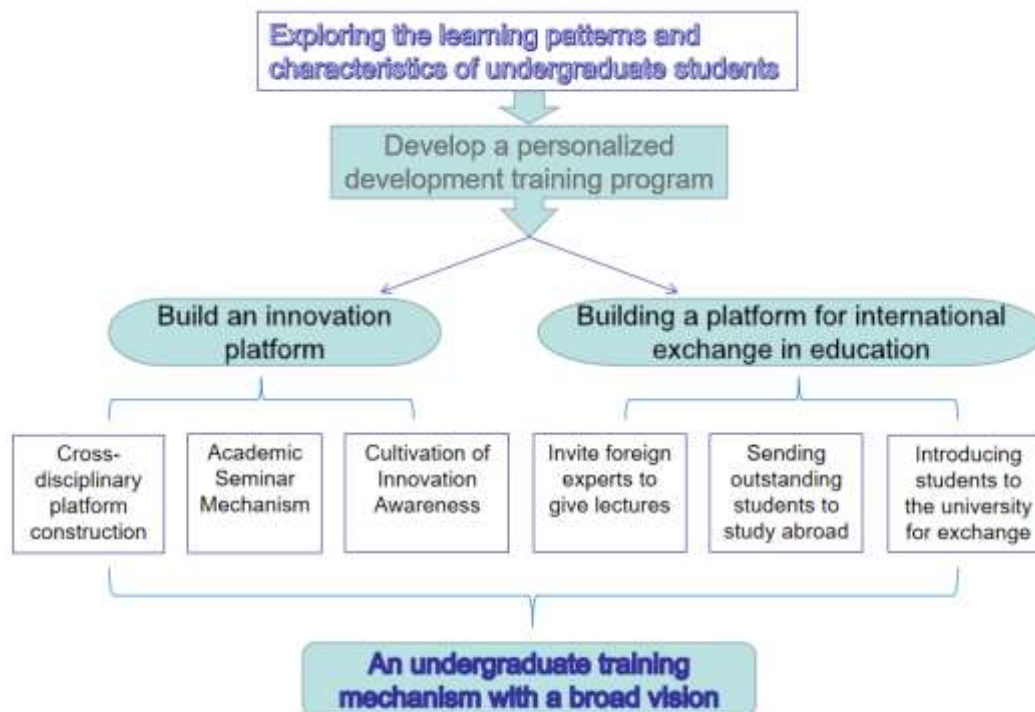 Exploring the learning patterns and
characteristics of undergraduate students
Develop a personalized
development training program
Build an innovation
platform
Building a platform for international
exchange in education
Cross-
disciplinary
platform
construction
Academic
Seminar
Mechanism
Cultivation of
Innovation
Awareness
Invite foreign
experts to
give lectures
Sending
outstanding
students to
study abroad
Introducing
students to
the university
for exchange
An undergraduate training
mechanism with a broad vision